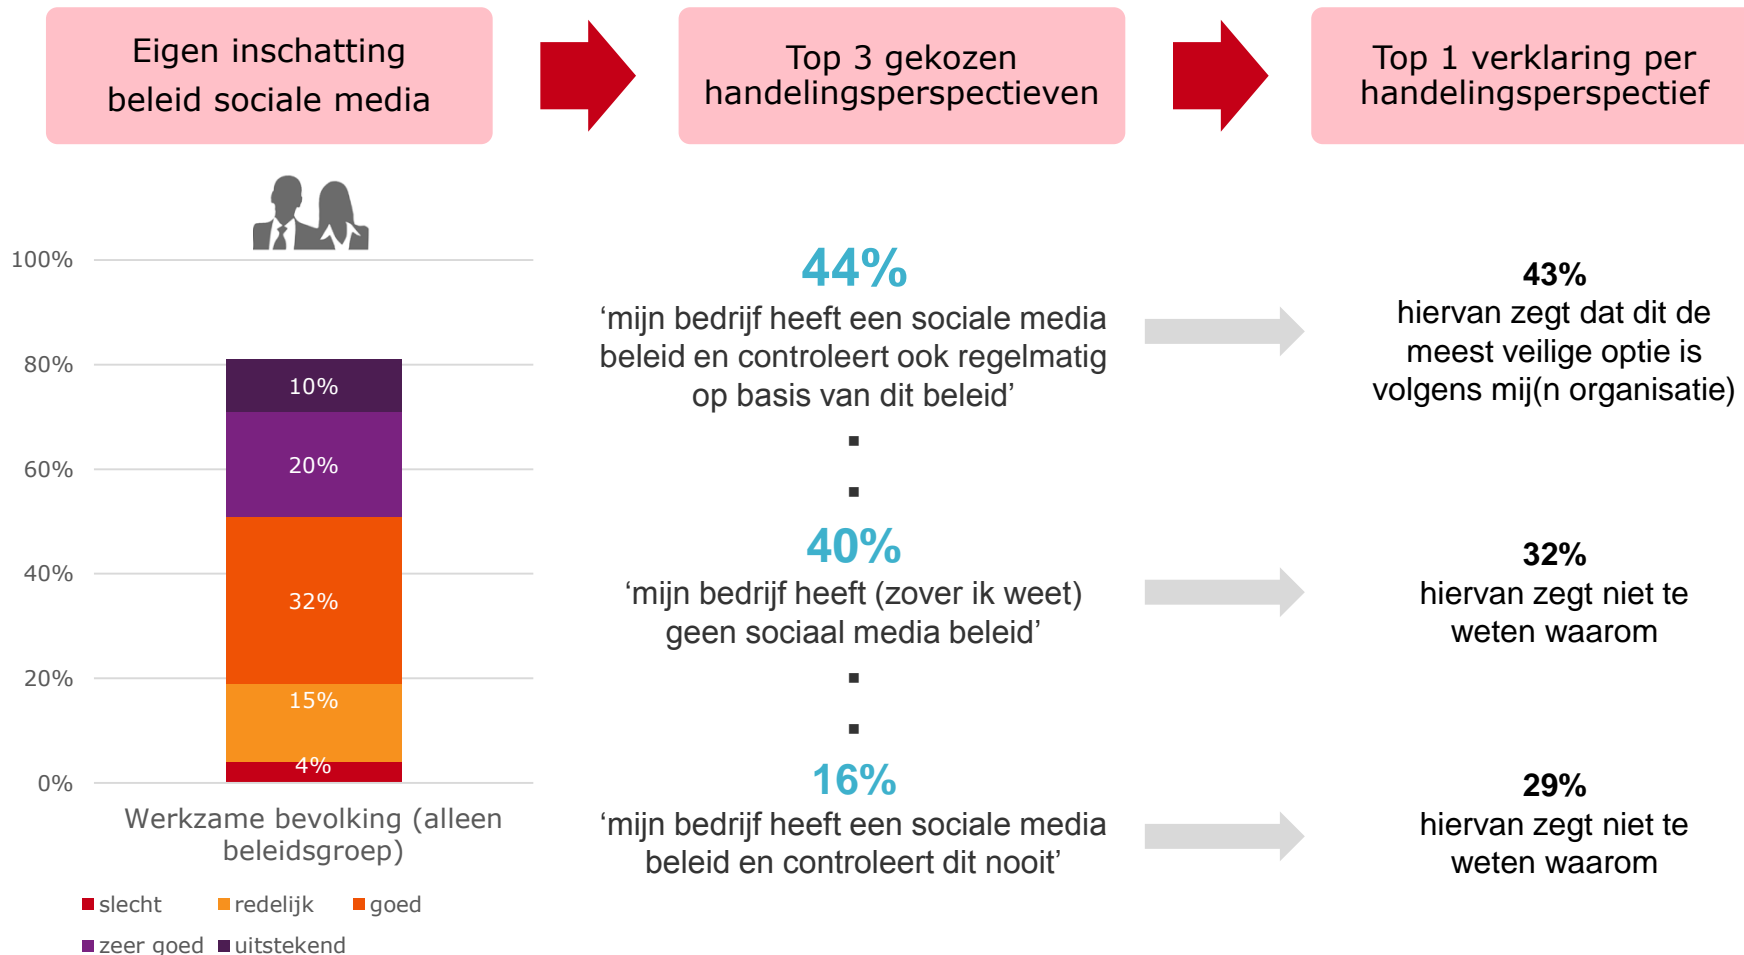 Eigen inschatting
beleid sociale media
Top 3 gekozen
handelingsperspectieven
Top 1 verklaring per
handelingsperspectief
100%
80%
60%
40%
20%
0%
10%
20%
32%
15%
4%
Werkzame bevolking (alleen
beleidsgroep)
slecht
redelijk
goed
zeer goed
uitstekend
44%
‘mijn bedrijf heeft een sociale media
beleid en controleert ook regelmatig
op basis van dit beleid’
40%
‘mijn bedrijf heeft (zover ik weet)
geen sociaal media beleid’
16%
‘mijn bedrijf heeft een sociale media
beleid en controleert dit nooit’
43%
hiervan zegt dat dit de
meest veilige optie is
volgens mij(n organisatie)
32%
hiervan zegt niet te
weten waarom
29%
hiervan zegt niet te
weten waarom